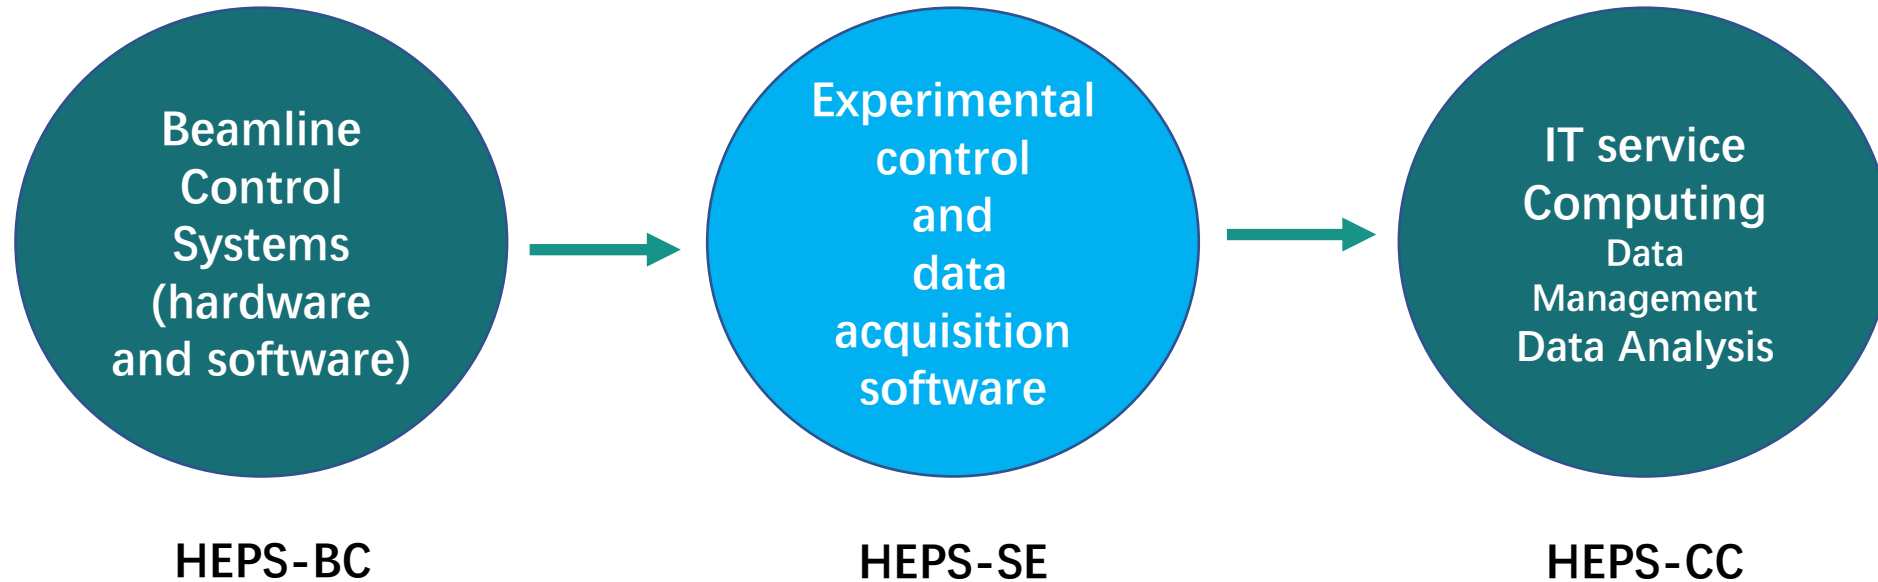 Beamline
Control
Systems
(hardware
and software)
Experimental
control
and
data
acquisition
software
IT service
Computing
Data
Management
Data Analysis
HEPS-BC
HEPS-SE
HEPS-CC